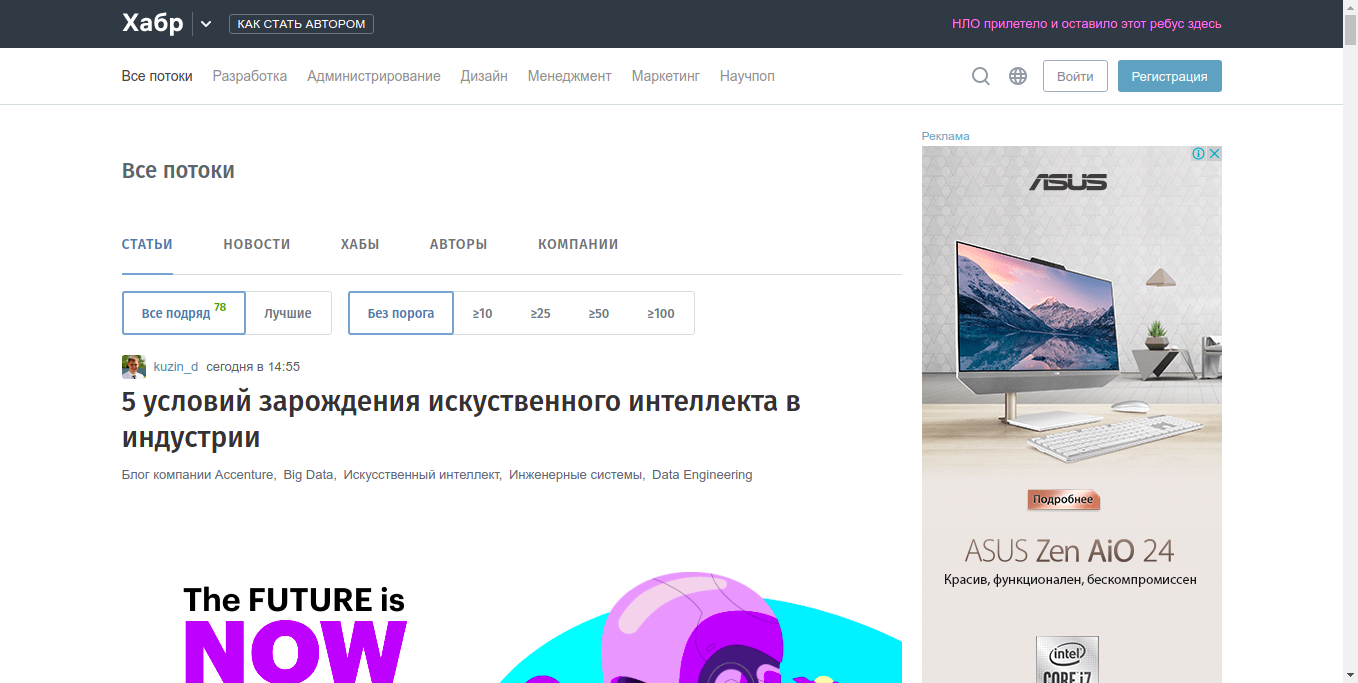 Хабр
КАК СТАТЬ АВТОРОМ
НЛО прилетело и оставило этот ребус здесь
Все потоки Разработка Администрирование Дизайн Менеджмент Маркетинг Научпоп
Войти
Регистрация
Реклама
Все потоки
СТАТЬИ НОВОСТИ ХАБЫ АВТОРЫ КОМПАНИИ
Все подряд 78 Лучшие Без порога ≥10 ≥25 ≥50 ≥100
kuzin_d сегодня в 14:55
5 условий зарождения искуственного интеллекта в
индустрии
Блог компании Accenture, Big Data, Искусственный интеллект, Инженерные системы, Data Engineering
The FUTURE is
NOW
ASUS
Подробнее
ASUS Zen AiO 24
Красив, функционален, бескомпромиссен
intel
CORE i7